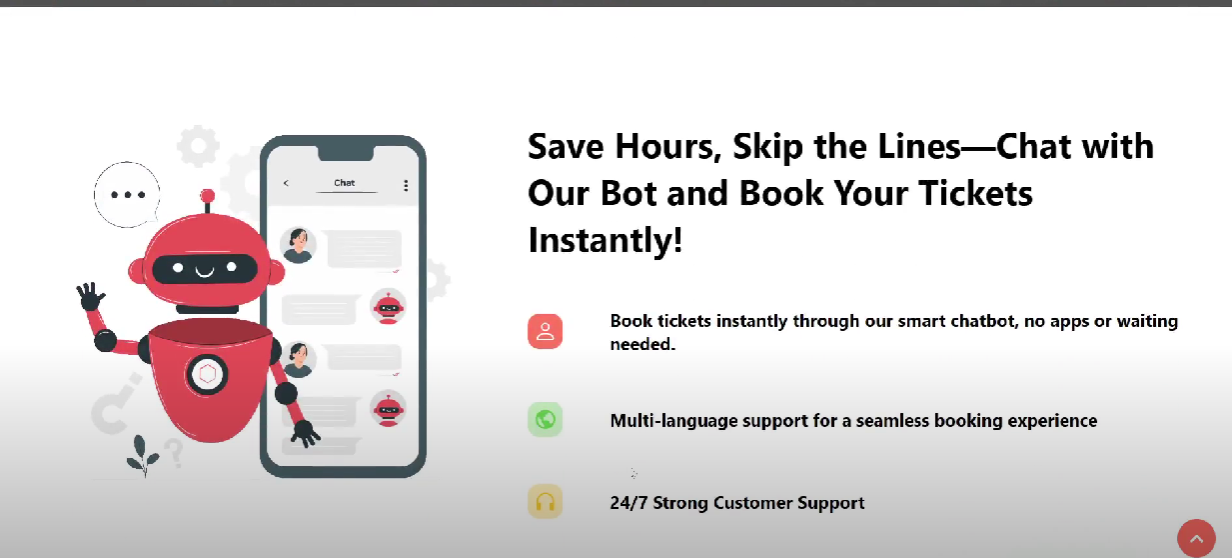 Chat
Save Hours, Skip the Lines—Chat with
Our Bot and Book Your Tickets
Instantly!
Book tickets instantly through our smart chatbot, no apps or waiting
needed.
Multi-language support for a seamless booking experience
24/7 Strong Customer Support